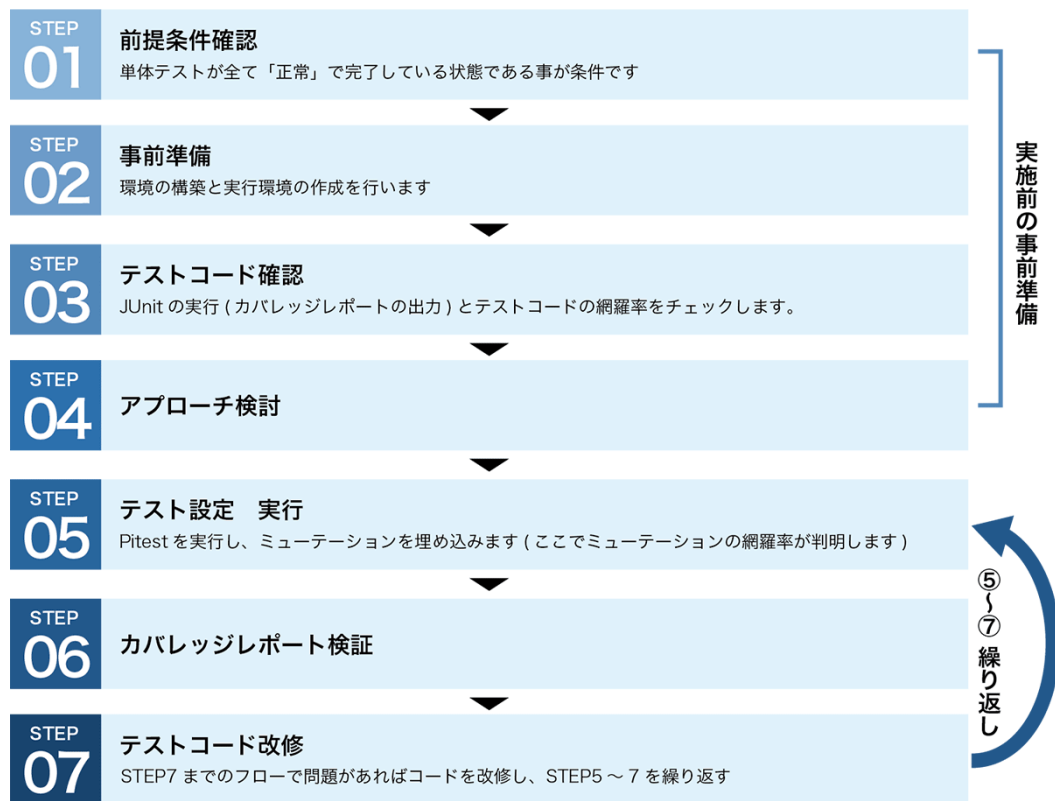 STEP
01
前提条件確認
単体テストが全て「正常」で完了している状態である事が条件です
STEP
02
事前準備
環境の構築と実行環境の作成を行います
STEP
03
テストコード確認
JUnit の実行 ( カバレッジレポートの出力 ) とテストコードの網羅率をチェックします。
STEP
04
アプローチ検討
実施前の事前準備
STEP
05
テスト設定　実行
Pitest を実行し、ミューテーションを埋め込みます ( ここでミューテーションの網羅率が判明します )
STEP
06
カバレッジレポート検証
STEP
07
テストコード改修
STEP7 までのフローで問題があればコードを改修し、STEP5 ～ 7 を繰り返す
⑤～⑦ 繰り返し